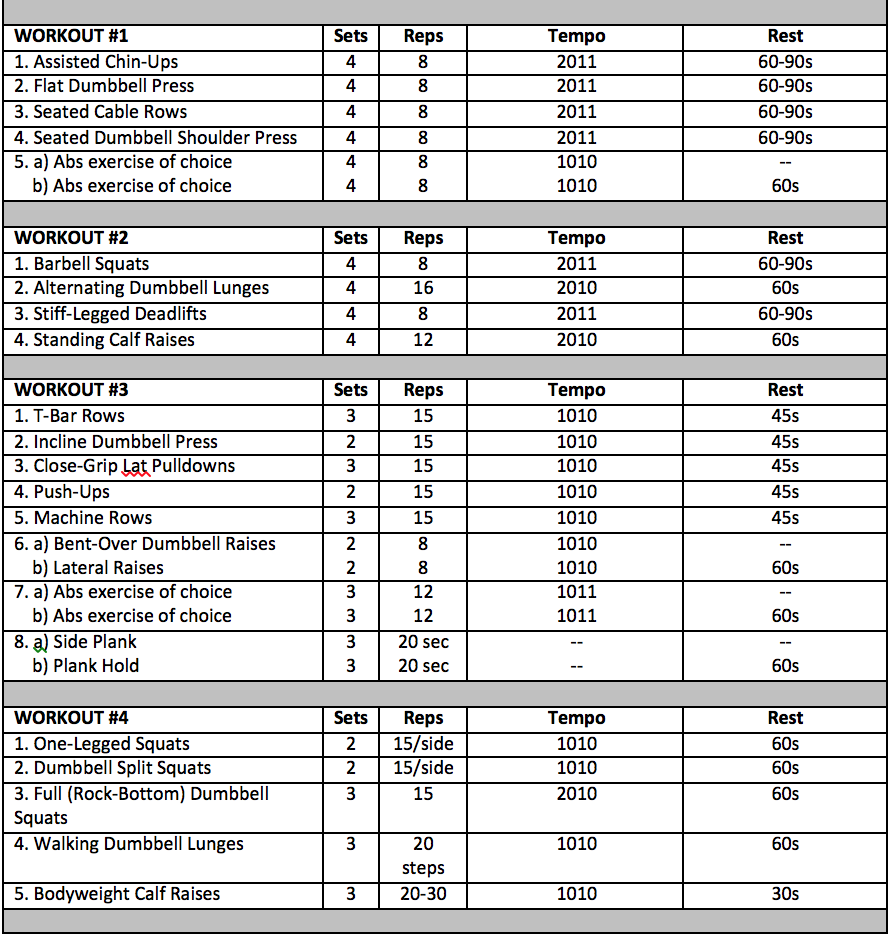 WORKOUT #1 Sets Reps Tempo Rest
1. Assisted Chin-Ups 4 8 2011 60-90s
2. Flat Dumbbell Press 4 8 2011 60-90s
3. Seated Cable Rows 4 8 2011 60-90s
4. Seated Dumbbell Shoulder Press 4 8 2011 60-90s
5. a) Abs exercise of choice 4 8 1010 --
b) Abs exercise of choice 4 8 1010 60s
WORKOUT #2 Sets Reps Tempo Rest
1. Barbell Squats 4 8 2011 60-90s
2. Alternating Dumbbell Lunges 4 16 2010 60s
3. Stiff-Legged Deadlifts 4 8 2011 60-90s
4. Standing Calf Raises 4 12 2010 60s
WORKOUT #3 Sets Reps Tempo Rest
1. T-Bar Rows 3 15 1010 45s
2. Incline Dumbbell Press 2 15 1010 45s
3. Close-Grip Lat Pulldowns 3 15 1010 45s
4. Push-Ups 2 15 1010 45s
5. Machine Rows 3 15 1010 45s
6. a) Bent-Over Dumbbell Raises 2 8 1010 --
b) Lateral Raises 2 8 1010 60s
7. a) Abs exercise of choice 3 12 1011 --
b) Abs exercise of choice 3 12 1011 60s
8. a) Side Plank 3 20 sec -- --
b) Plank Hold 3 20 sec -- 60s
WORKOUT #4 Sets Reps Tempo Rest
1. One-Legged Squats 2 15/side 1010 60s
2. Dumbbell Split Squats 2 15/side 1010 60s
3. Full (Rock-Bottom) Dumbbell 3 15 2010 60s
Squats
4. Walking Dumbbell Lunges 3 20 1010 60s
steps
5. Bodyweight Calf Raises 3 20-30 1010 30s